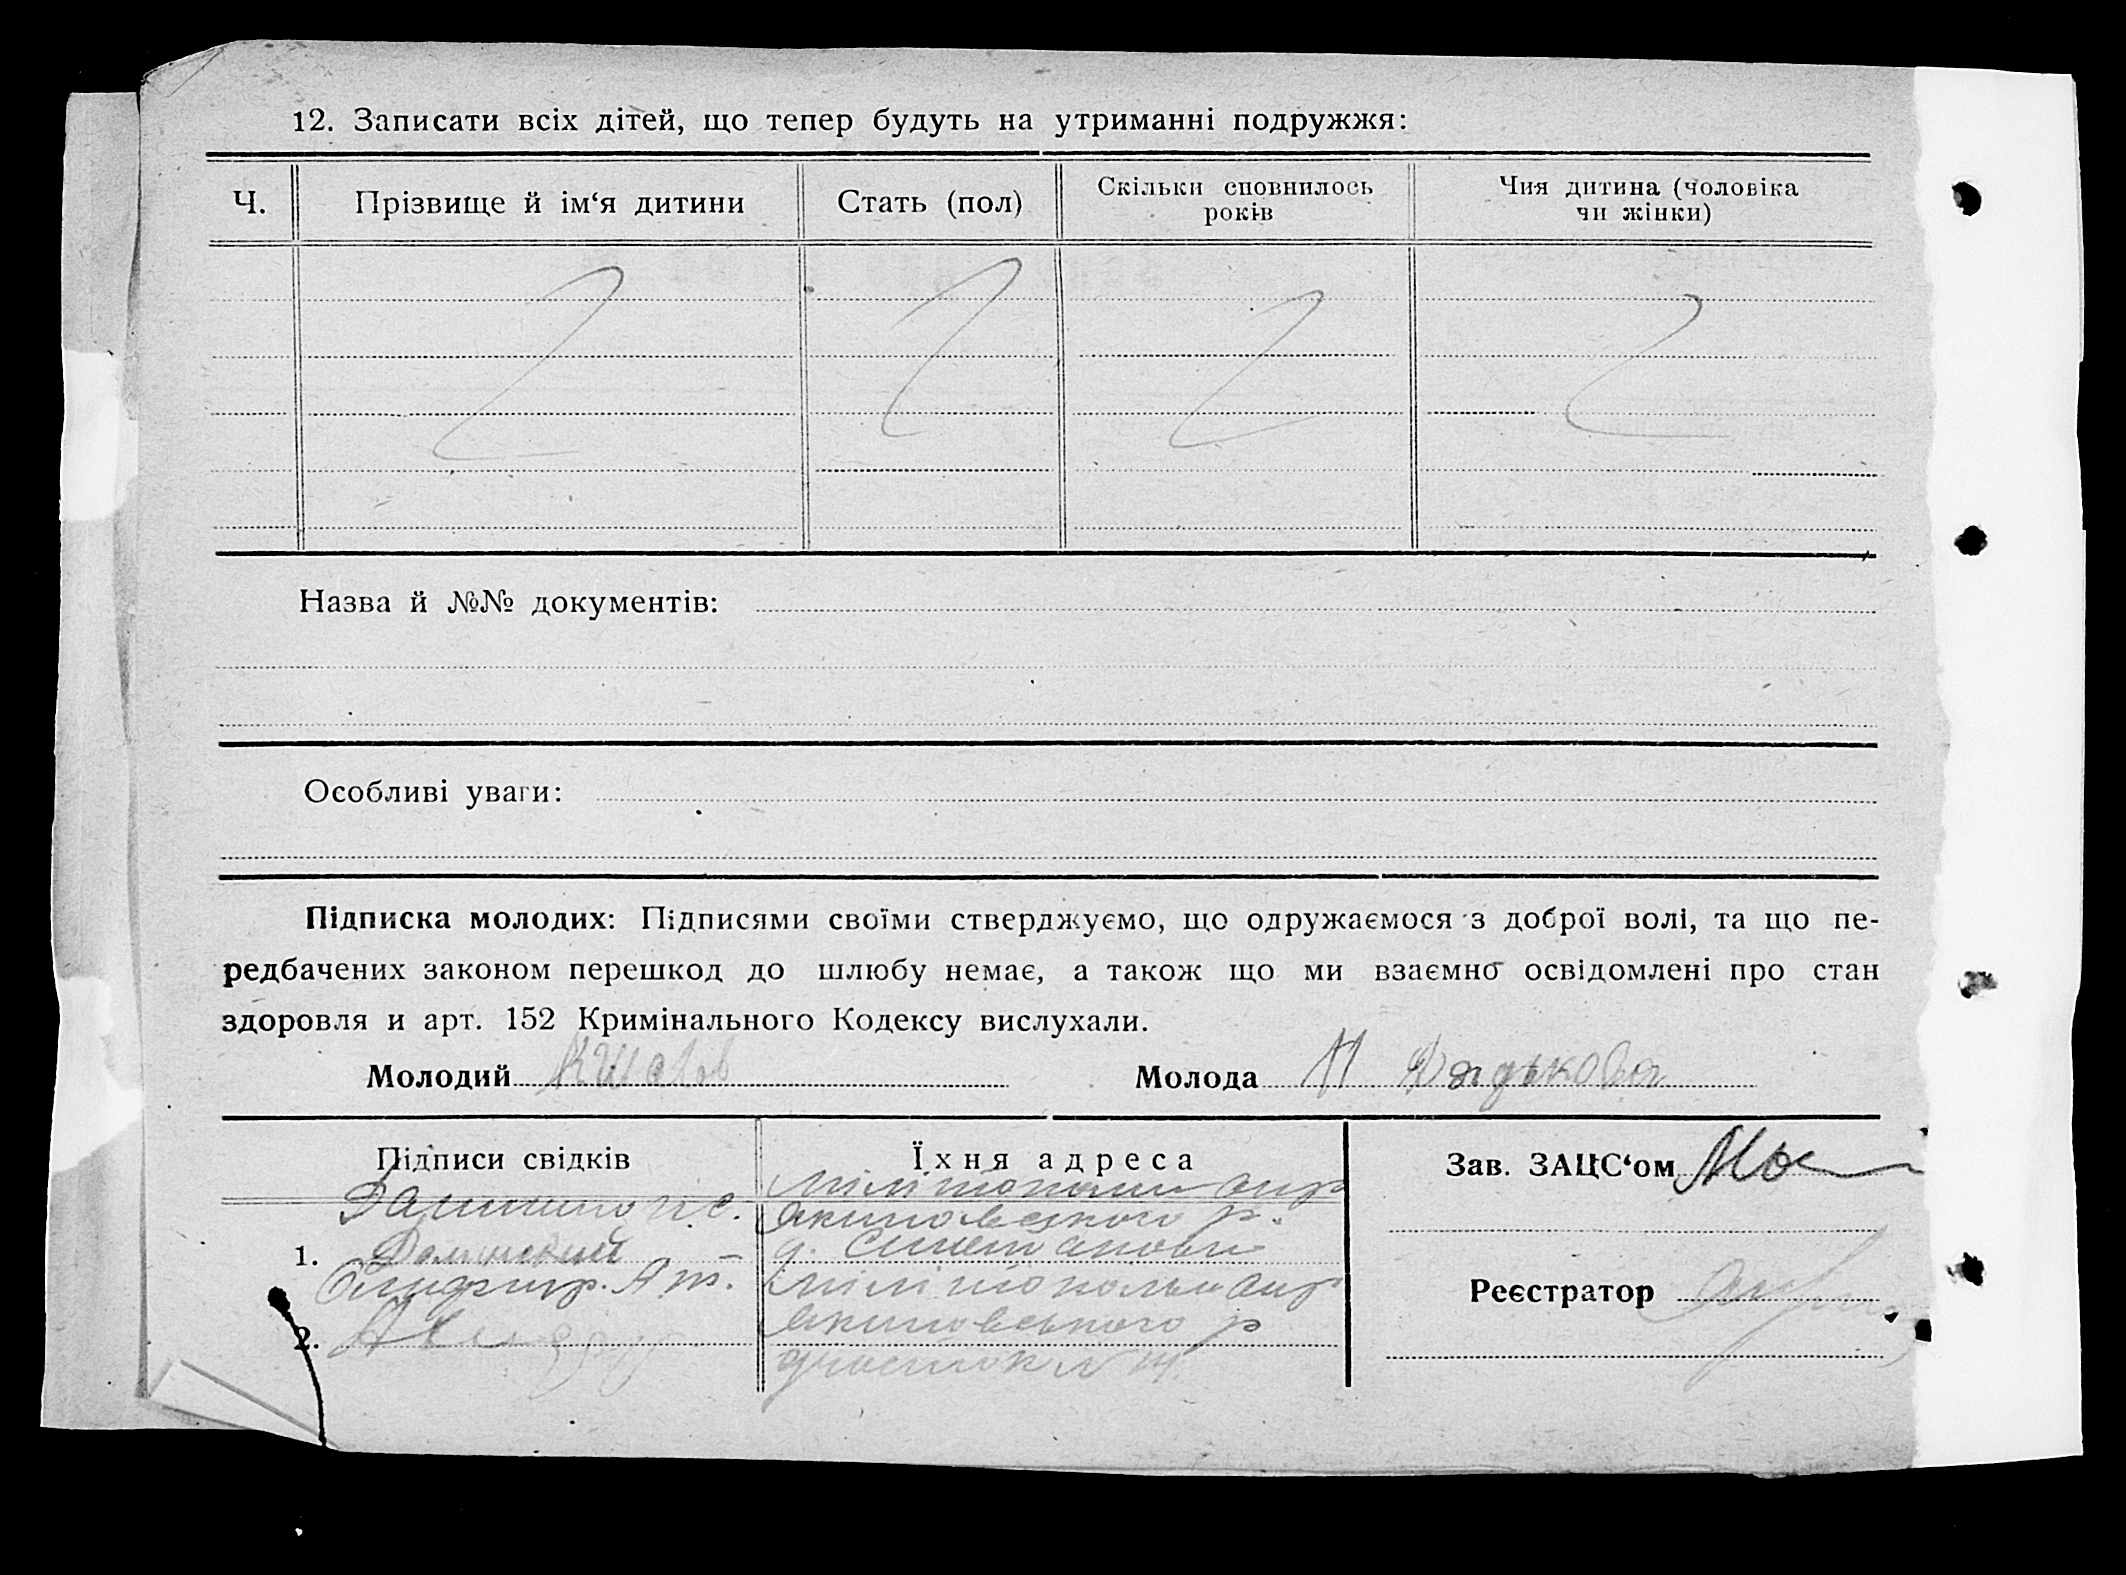 12. Записати всіх дітей, що тепер будуть на утриманні подружжя:
Ч.
Прізвище й ім‘я дитини
Стать (пол)
Скільки сповнилось
років
Чия дитина (чоловіка
чи жінки)
Назва й №№ документів:
Особливі уваги:
Підписка молодих: Підписями своїми стверджуємо, що одружаємося з доброї волі, та що пе-
редбачених законом перешкод до шлюбу немає, а також що ми взаємно освідомлені про стан
здоровля и арт. 152 Кримінального Кодексу вислухали.
Молодий
Молода Н Дядькова
Підписи свідків
Їхня адреса
Зав. ЗАЦС‘ом
1.
Реєстратор
2.